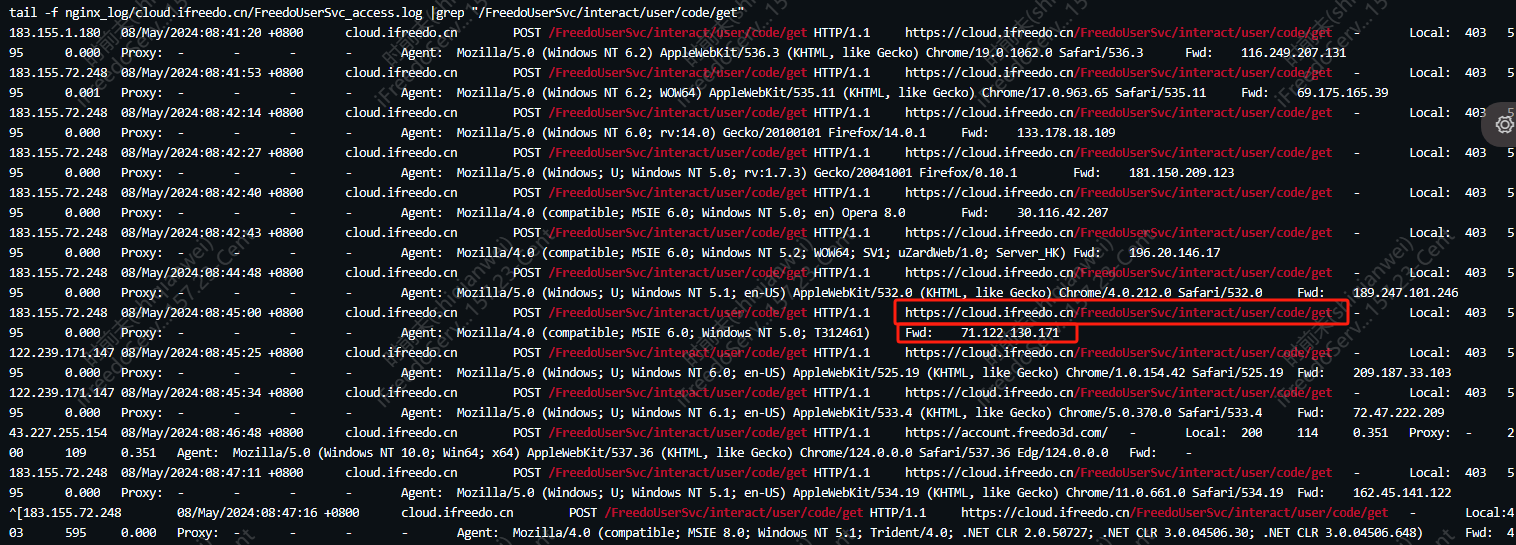 tail -f nginx_log/cloud.ifreedo.cn/FreedoUserSvc_access.log |grep "/FreedoUserSvc/interact/user/code/get"
183.155.1.180 08/May/2024:08:41:20 +0800 cloud.ifreedo.cn POST /FreedoUserSvc/interact/user/code/get HTTP/1.1 https://cloud.ifreedo.cn/FreedoUserSvc/interact/user/code/get - Local: 403 5
95 0.000 Proxy: - - - - Agent: Mozilla/5.0 (Windows NT 6.2) AppleWebKit/536.3 (KHTML, like Gecko) Chrome/19.0.1062.0 Safari/536.3 Fwd: 116.249.207.131
183.155.72.248 08/May/2024:08:41:53 +0800 cloud.ifreedo.cn POST /FreedoUserSvc/interact/user/code/get HTTP/1.1 https://cloud.ifreedo.cn/FreedoUserSvc/interact/user/code/get - Local: 403 5
95 0.001 Proxy: - - - - Agent: Mozilla/5.0 (Windows NT 6.2; WOW64) AppleWebKit/535.11 (KHTML, like Gecko) Chrome/17.0.963.65 Safari/535.11 Fwd: 69.175.165.39
183.155.72.248 08/May/2024:08:42:14 +0800 cloud.ifreedo.cn POST /FreedoUserSvc/interact/user/code/get HTTP/1.1 https://cloud.ifreedo.cn/FreedoUserSvc/interact/user/code/get - Local: 403 5
95 0.000 Proxy: - - - - Agent: Mozilla/5.0 (Windows NT 6.0; rv:14.0) Gecko/20100101 Firefox/14.0.1 Fwd: 133.178.18.109
183.155.72.248 08/May/2024:08:42:27 +0800 cloud.ifreedo.cn POST /FreedoUserSvc/interact/user/code/get HTTP/1.1 https://cloud.ifreedo.cn/FreedoUserSvc/interact/user/code/get - Local: 403 5
95 0.000 Proxy: - - - - Agent: Mozilla/5.0 (Windows; U; Windows NT 5.0; rv:1.7.3) Gecko/20041001 Firefox/0.10.1 Fwd: 181.150.209.123
183.155.72.248 08/May/2024:08:42:40 +0800 cloud.ifreedo.cn POST /FreedoUserSvc/interact/user/code/get HTTP/1.1 https://cloud.ifreedo.cn/FreedoUserSvc/interact/user/code/get - Local: 403 5
95 0.000 Proxy: - - - - Agent: Mozilla/4.0 (compatible; MSIE 6.0; Windows NT 5.0; en) Opera 8.0 Fwd: 30.116.42.207
183.155.72.248 08/May/2024:08:42:43 +0800 cloud.ifreedo.cn POST /FreedoUserSvc/interact/user/code/get HTTP/1.1 https://cloud.ifreedo.cn/FreedoUserSvc/interact/user/code/get - Local: 403 5
95 0.000 Proxy: - - - - Agent: Mozilla/4.0 (compatible; MSIE 6.0; Windows NT 5.2; WOW64; SV1; uZardWeb/1.0; Server_HK) Fwd: 196.20.146.17
183.155.72.248 08/May/2024:08:44:48 +0800 cloud.ifreedo.cn POST /FreedoUserSvc/interact/user/code/get HTTP/1.1 https://cloud.ifreedo.cn/FreedoUserSvc/interact/user/code/get - Local: 403 5
95 0.000 Proxy: - - - - Agent: Mozilla/5.0 (Windows; U; Windows NT 5.1; en-US) AppleWebKit/532.0 (KHTML, like Gecko) Chrome/4.0.212.0 Safari/532.0 Fwd: 189.247.101.246
183.155.72.248 08/May/2024:08:45:00 +0800 cloud.ifreedo.cn POST /FreedoUserSvc/interact/user/code/get HTTP/1.1 https://cloud.ifreedo.cn/FreedoUserSvc/interact/user/code/get - Local: 403 5
95 0.000 Proxy: - - - - Agent: Mozilla/4.0 (compatible; MSIE 6.0; Windows NT 5.0; T312461) Fwd: 71.122.130.171
122.239.171.147 08/May/2024:08:45:25 +0800 cloud.ifreedo.cn POST /FreedoUserSvc/interact/user/code/get HTTP/1.1 https://cloud.ifreedo.cn/FreedoUserSvc/interact/user/code/get - Local: 403 5
95 0.000 Proxy: - - - - Agent: Mozilla/5.0 (Windows; U; Windows NT 6.0; en-US) AppleWebKit/525.19 (KHTML, like Gecko) Chrome/1.0.154.42 Safari/525.19 Fwd: 209.187.33.103
122.239.171.147 08/May/2024:08:45:34 +0800 cloud.ifreedo.cn POST /FreedoUserSvc/interact/user/code/get HTTP/1.1 https://cloud.ifreedo.cn/FreedoUserSvc/interact/user/code/get - Local: 403 5
95 0.000 Proxy: - - - - Agent: Mozilla/5.0 (Windows; U; Windows NT 6.1; en-US) AppleWebKit/533.4 (KHTML, like Gecko) Chrome/5.0.370.0 Safari/533.4 Fwd: 72.47.222.209
43.227.255.154 08/May/2024:08:46:48 +0800 cloud.ifreedo.cn POST /FreedoUserSvc/interact/user/code/get HTTP/1.1 https://account.freedo3d.com/ - Local: 200 114 0.351 Proxy: - 2
00 109 0.351 Agent: Mozilla/5.0 (Windows NT 10.0; Win64; x64) AppleWebKit/537.36 (KHTML, like Gecko) Chrome/124.0.0.0 Safari/537.36 Edg/124.0.0.0 Fwd: -
183.155.72.248 08/May/2024:08:47:11 +0800 cloud.ifreedo.cn POST /FreedoUserSvc/interact/user/code/get HTTP/1.1 https://cloud.ifreedo.cn/FreedoUserSvc/interact/user/code/get - Local: 403 5
95 0.000 Proxy: - - - - Agent: Mozilla/5.0 (Windows; U; Windows NT 5.1; en-US) AppleWebKit/534.19 (KHTML, like Gecko) Chrome/11.0.661.0 Safari/534.19 Fwd: 162.45.141.122
^[183.155.72.248 08/May/2024:08:47:16 +0800 cloud.ifreedo.cn POST /FreedoUserSvc/interact/user/code/get HTTP/1.1 https://cloud.ifreedo.cn/FreedoUserSvc/interact/user/code/get - Local:4
03 595 0.000 Proxy: - - - - Agent: Mozilla/4.0 (compatible; MSIE 8.0; Windows NT 5.1; Trident/4.0; .NET CLR 2.0.50727; .NET CLR 3.0.04506.30; .NET CLR 3.0.04506.648) Fwd: 4